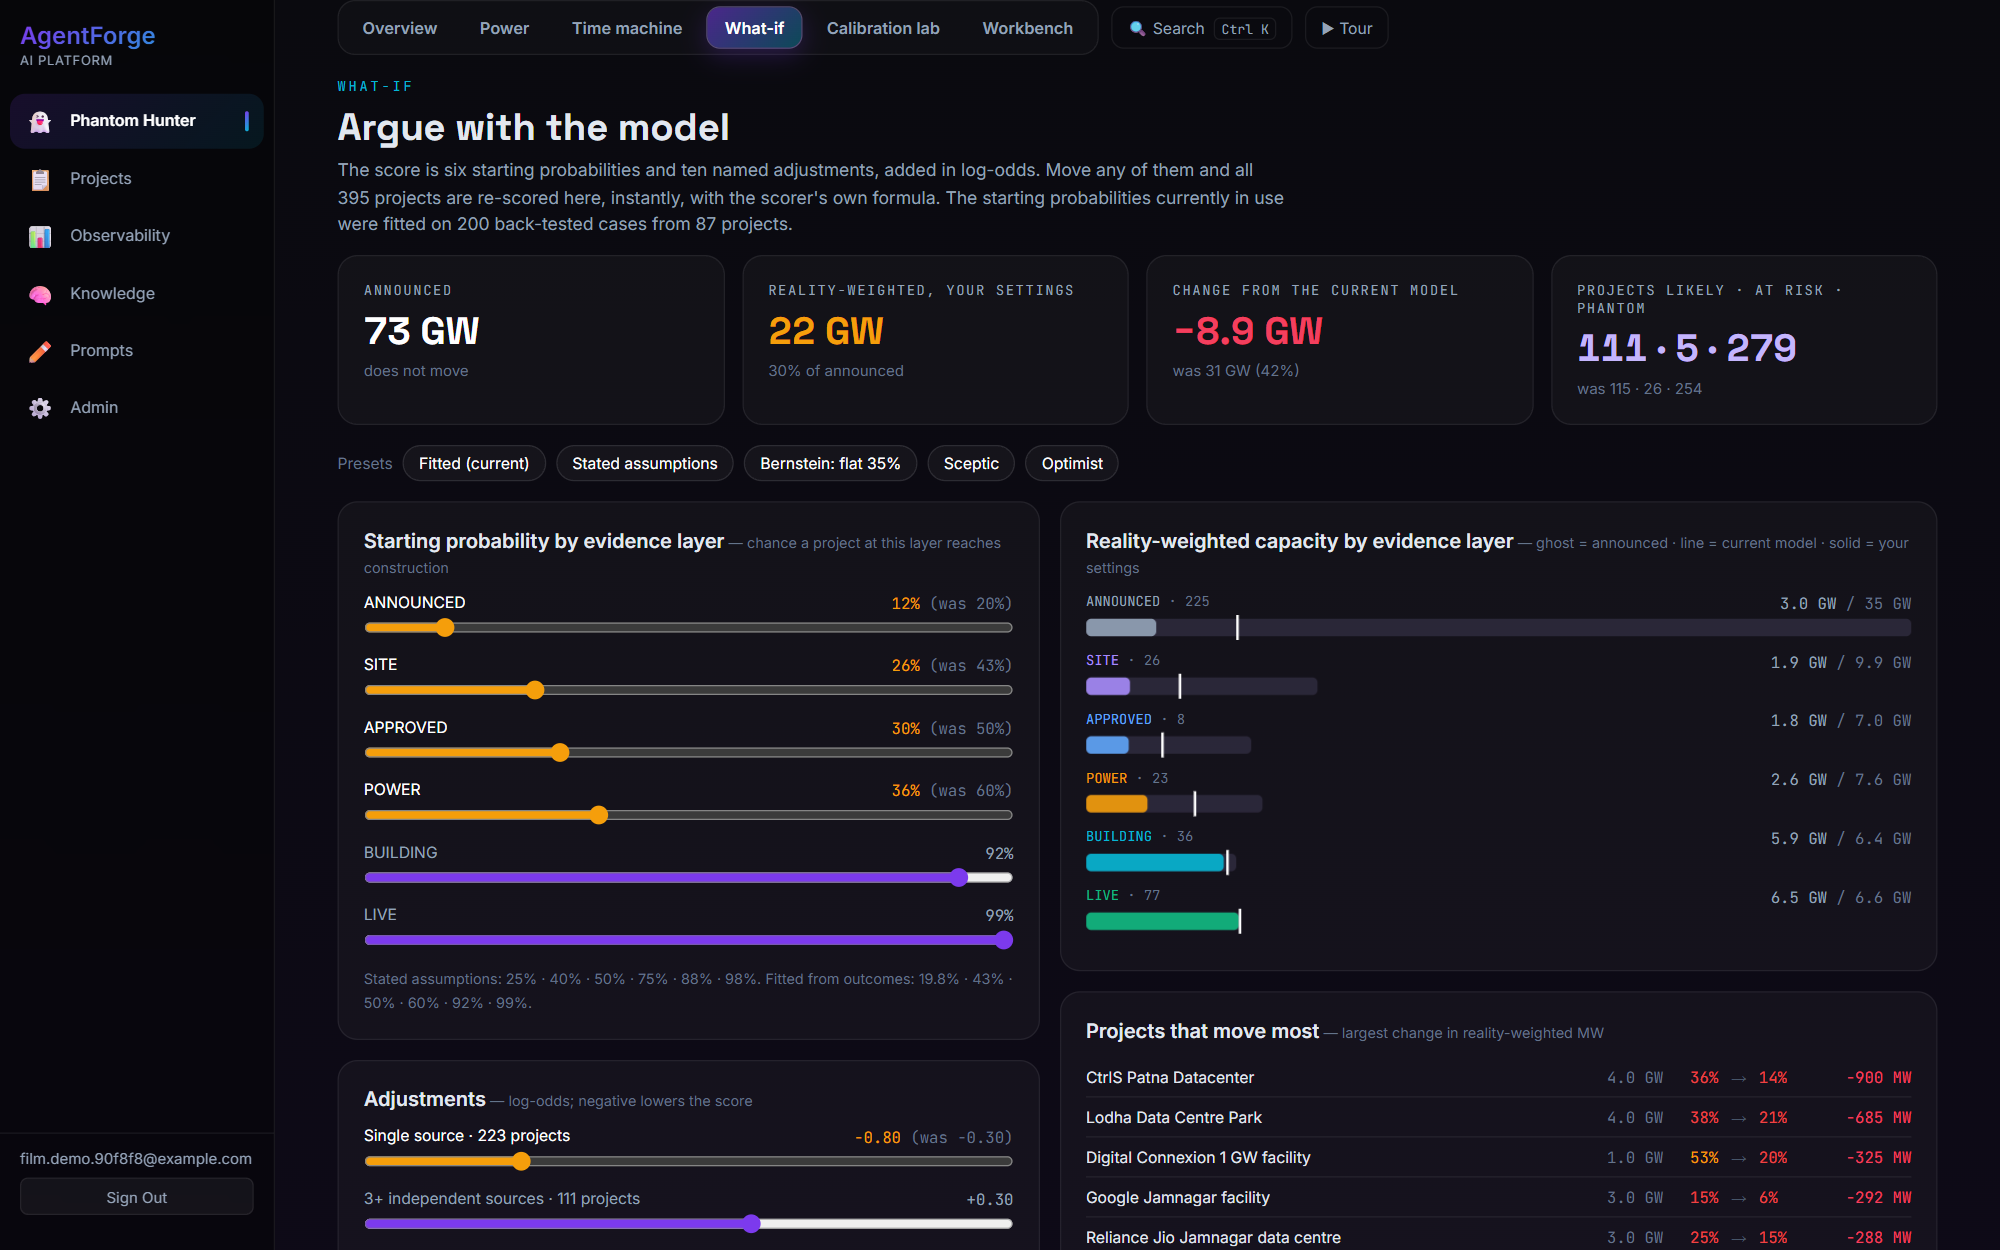 AgentForge
AI PLATFORM
Phantom Hunter
Projects
Observability
Knowledge
Prompts
Admin
film.demo.90f8f8@example.com
Sign Out
Overview
Power
Time machine
What-if
Calibration lab
Workbench
Search Ctrl K
Tour
WHAT-IF
Argue with the model
The score is six starting probabilities and ten named adjustments, added in log-odds. Move any of them and all
395 projects are re-scored here, instantly, with the scorer's own formula. The starting probabilities currently in use
were fitted on 200 back-tested cases from 87 projects.
ANNOUNCED
73 GW
does not move
REALITY-WEIGHTED, YOUR SETTINGS
22 GW
30% of announced
CHANGE FROM THE CURRENT MODEL
-8.9 GW
was 31 GW (42%)
PROJECTS LIKELY · AT RISK ·
PHANTOM
111 · 5 · 279
was 115 · 26 · 254
Presets
Fitted (current)
Stated assumptions
Bernstein: flat 35%
Sceptic
Optimist
Starting probability by evidence layer — chance a project at this layer reaches
construction
ANNOUNCED 12% (was 20%)
SITE 26% (was 43%)
APPROVED 30% (was 50%)
POWER 36% (was 60%)
BUILDING 92%
LIVE 99%
Stated assumptions: 25% · 40% · 50% · 75% · 88% · 98%. Fitted from outcomes: 19.8% · 43% ·
50% · 60% · 92% · 99%.
Adjustments — log-odds; negative lowers the score
Single source · 223 projects -0.80 (was -0.30)
3+ independent sources · 111 projects +0.30
Reality-weighted capacity by evidence layer — ghost = announced · line = current model · solid = your
settings
ANNOUNCED · 225 3.0 GW / 35 GW
SITE · 26 1.9 GW / 9.9 GW
APPROVED · 8 1.8 GW / 7.0 GW
POWER · 23 2.6 GW / 7.6 GW
BUILDING · 36 5.9 GW / 6.4 GW
LIVE · 77 6.5 GW / 6.6 GW
Projects that move most — largest change in reality-weighted MW
CtrlS Patna Datacenter 4.0 GW 36% → 14% -900 MW
Lodha Data Centre Park 4.0 GW 38% → 21% -685 MW
Digital Connexion 1 GW facility 1.0 GW 53% → 20% -325 MW
Google Jamnagar facility 3.0 GW 15% → 6% -292 MW
Reliance Jio Jamnagar data centre 3.0 GW 25% → 15% -288 MW